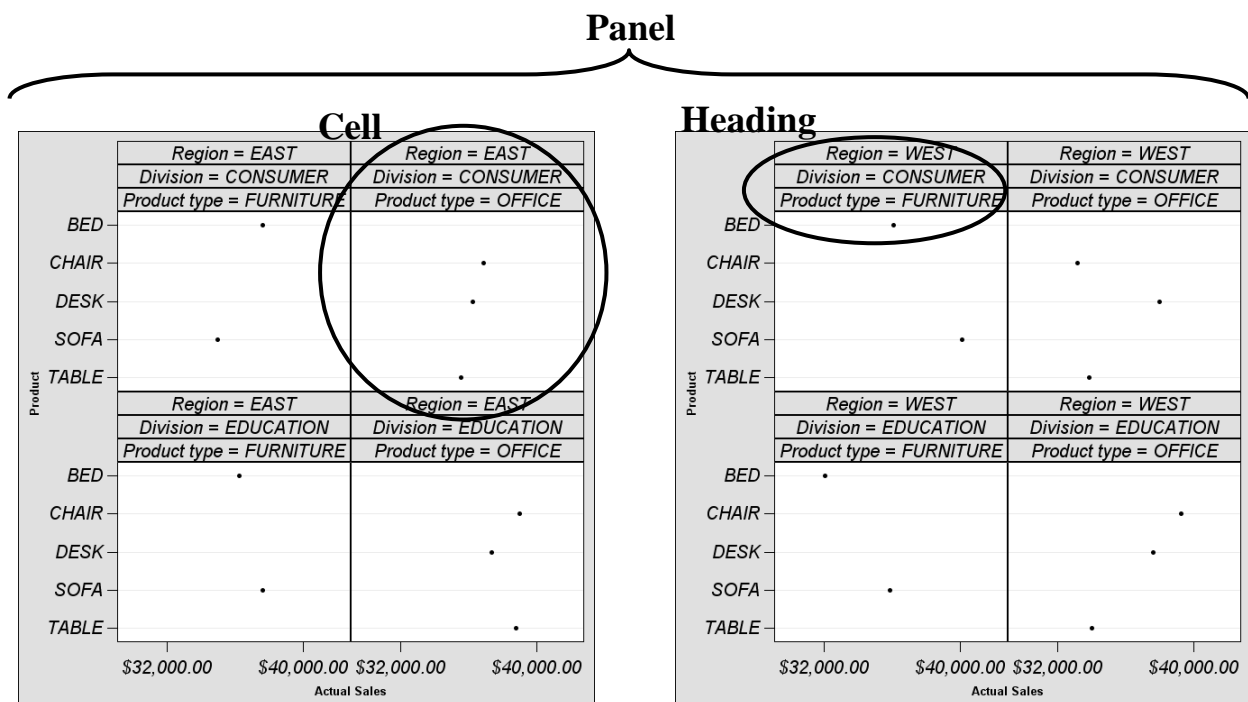 Panel
Cell
Heading
Region = EAST Region = EAST
Division = CONSUMER Division = CONSUMER
Product type = FURNITURE Product type = OFFICE
BED
CHAIR
DESK
SOFA
TABLE
Product
Region = EAST Region = EAST
Division = EDUCATION Division = EDUCATION
Product type = FURNITURE Product type = OFFICE
BED
CHAIR
DESK
SOFA
TABLE
$32,000.00 $40,000.00 $32,000.00 $40,000.00
Actual Sales
Region = WEST Region = WEST
Division = CONSUMER Division = CONSUMER
Product type = FURNITURE Product type = OFFICE
BED
CHAIR
DESK
SOFA
TABLE
Product
Region = WEST Region = WEST
Division = EDUCATION Division = EDUCATION
Product type = FURNITURE Product type = OFFICE
BED
CHAIR
DESK
SOFA
TABLE
$32,000.00 $40,000.00 $32,000.00 $40,000.00
Actual Sales